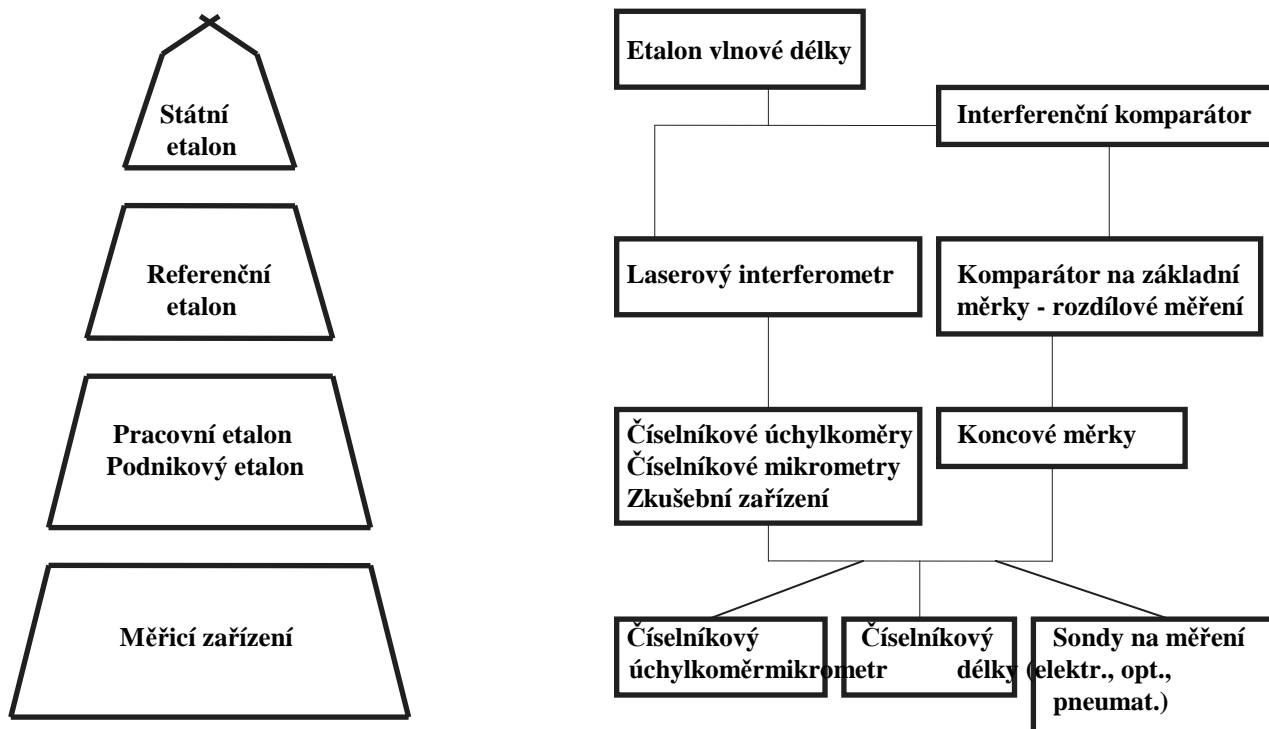 Státní
etalon
Referenční
etalon
Pracovní etalon
Podnikový etalon
Měřicí zařízení
Etalon vlnové délky
Interferenční komparátor
Laserový interferometr
Komparátor na základní
měrky - rozdílové měření
Číselníkové úchylkoměry
Číselníkové mikrometry
Zkušební zařízení
Koncové měrky
Číselníkový
úchylkoměr
Číselníkový
mikrometr
Sondy na měření
délky (elektr., opt.,
pneumat.)